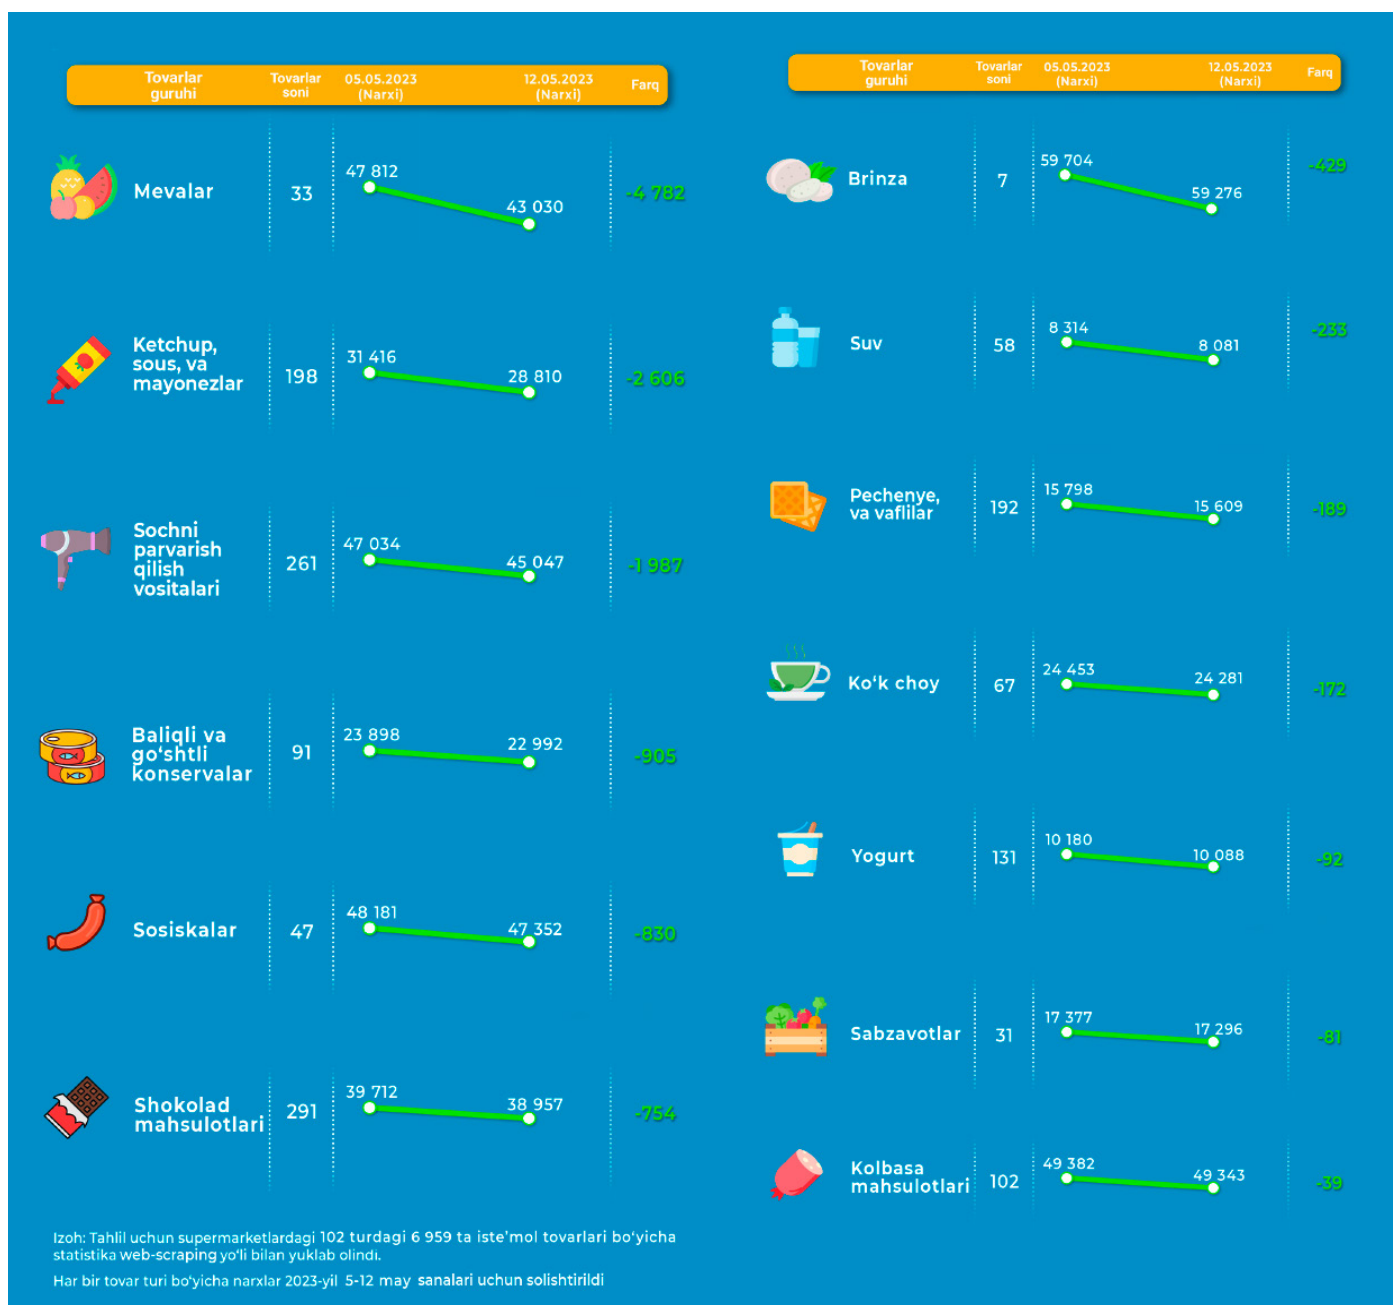 Tovarlar guruhi
Tovarlar soni
05.05.2023 (Narxi)
12.05.2023 (Narxi)
Farq
Mevalar
33
47 812
43 030
-4 782
Ketchup,
sous, va
mayonezlar
198
31 416
28 810
-2 606
Sochni
parvarish
qilish
vositalari
261
47 034
45 047
-1 987
Baliqli va
go‘shtli
konservalar
91
23 898
22 992
-905
Sosiskalar
47
48 181
47 352
-830
Shokolad
mahsulotlari
291
39 712
38 957
-754
Izoh: Tahlil uchun supermarketlardagi 102 turdagi 6 959 ta iste’mol tovarlari bo‘yicha
statistika web-scraping yo‘li bilan yuklab olindi.
Har bir tovar turi bo‘yicha narxlar 2023-yil 5-12 may sanalari uchun solishtirildi
Tovarlar guruhi
Tovarlar soni
05.05.2023 (Narxi)
12.05.2023 (Narxi)
Farq
Brinza
7
59 704
59 276
-429
Suv
58
8 314
8 081
-233
Pechenye,
va vaflilar
192
15 798
15 609
-189
Ko‘k choy
67
24 453
24 281
-172
Yogurt
131
10 180
10 088
-92
Sabzavotlar
31
17 377
17 296
-81
Kolbasa
mahsulotlari
102
49 382
49 343
-39